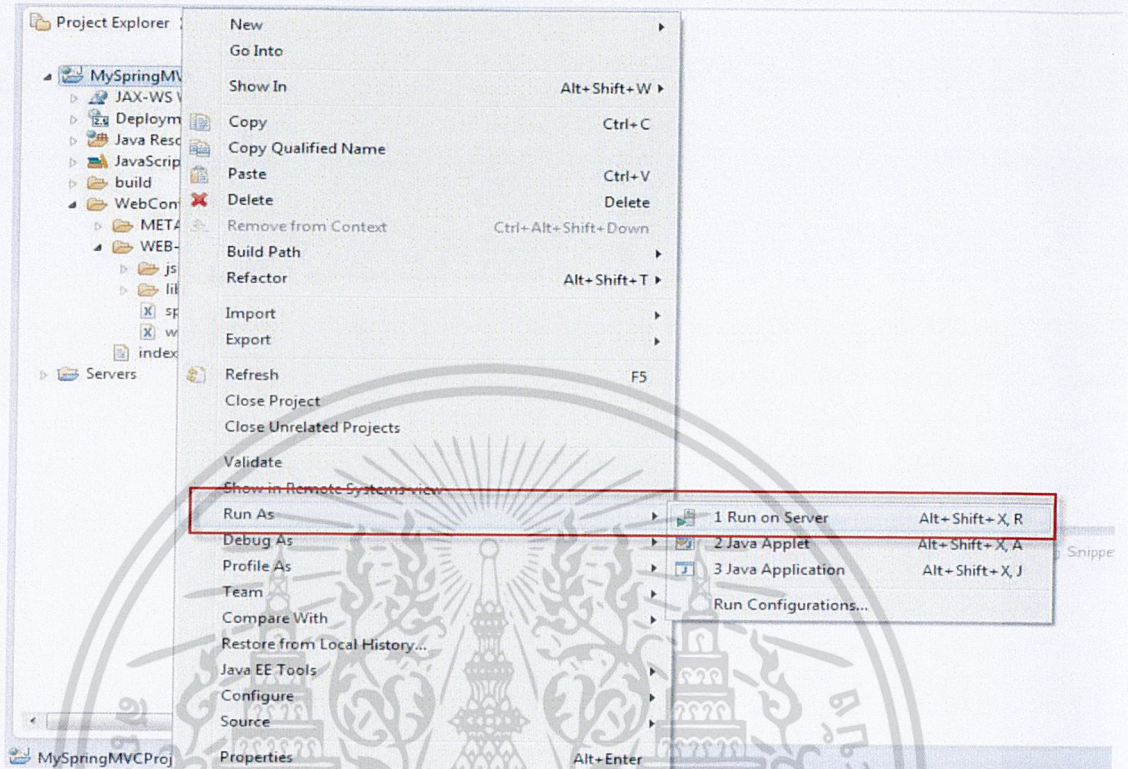 Project Explorer
MySpringMV
JAX-WS
Deploym
Java Reso
JavaScrip
build
WebCon
META
WEB-
js
lib
sp
w
index
Servers
New
Go Into
Show In Alt+Shift+W
Copy Ctrl+C
Copy Qualified Name
Paste Ctrl+V
Delete Delete
Remove from Context Ctrl+Alt+Shift+Down
Build Path
Refactor Alt+Shift+T
Import
Export
Refresh F5
Close Project
Close Unrelated Projects
Validate
Show in Remote Systems view
Run As
Debug As
Profile As
Team
Compare With
Restore from Local History...
Java EE Tools
Configure
Source
Properties Alt+Enter
1 Run on Server Alt+Shift+X, R
2 Java Applet Alt+Shift+X, A
3 Java Application Alt+Shift+X, J
Run Configurations...
Snippe
MySpringMVCProj